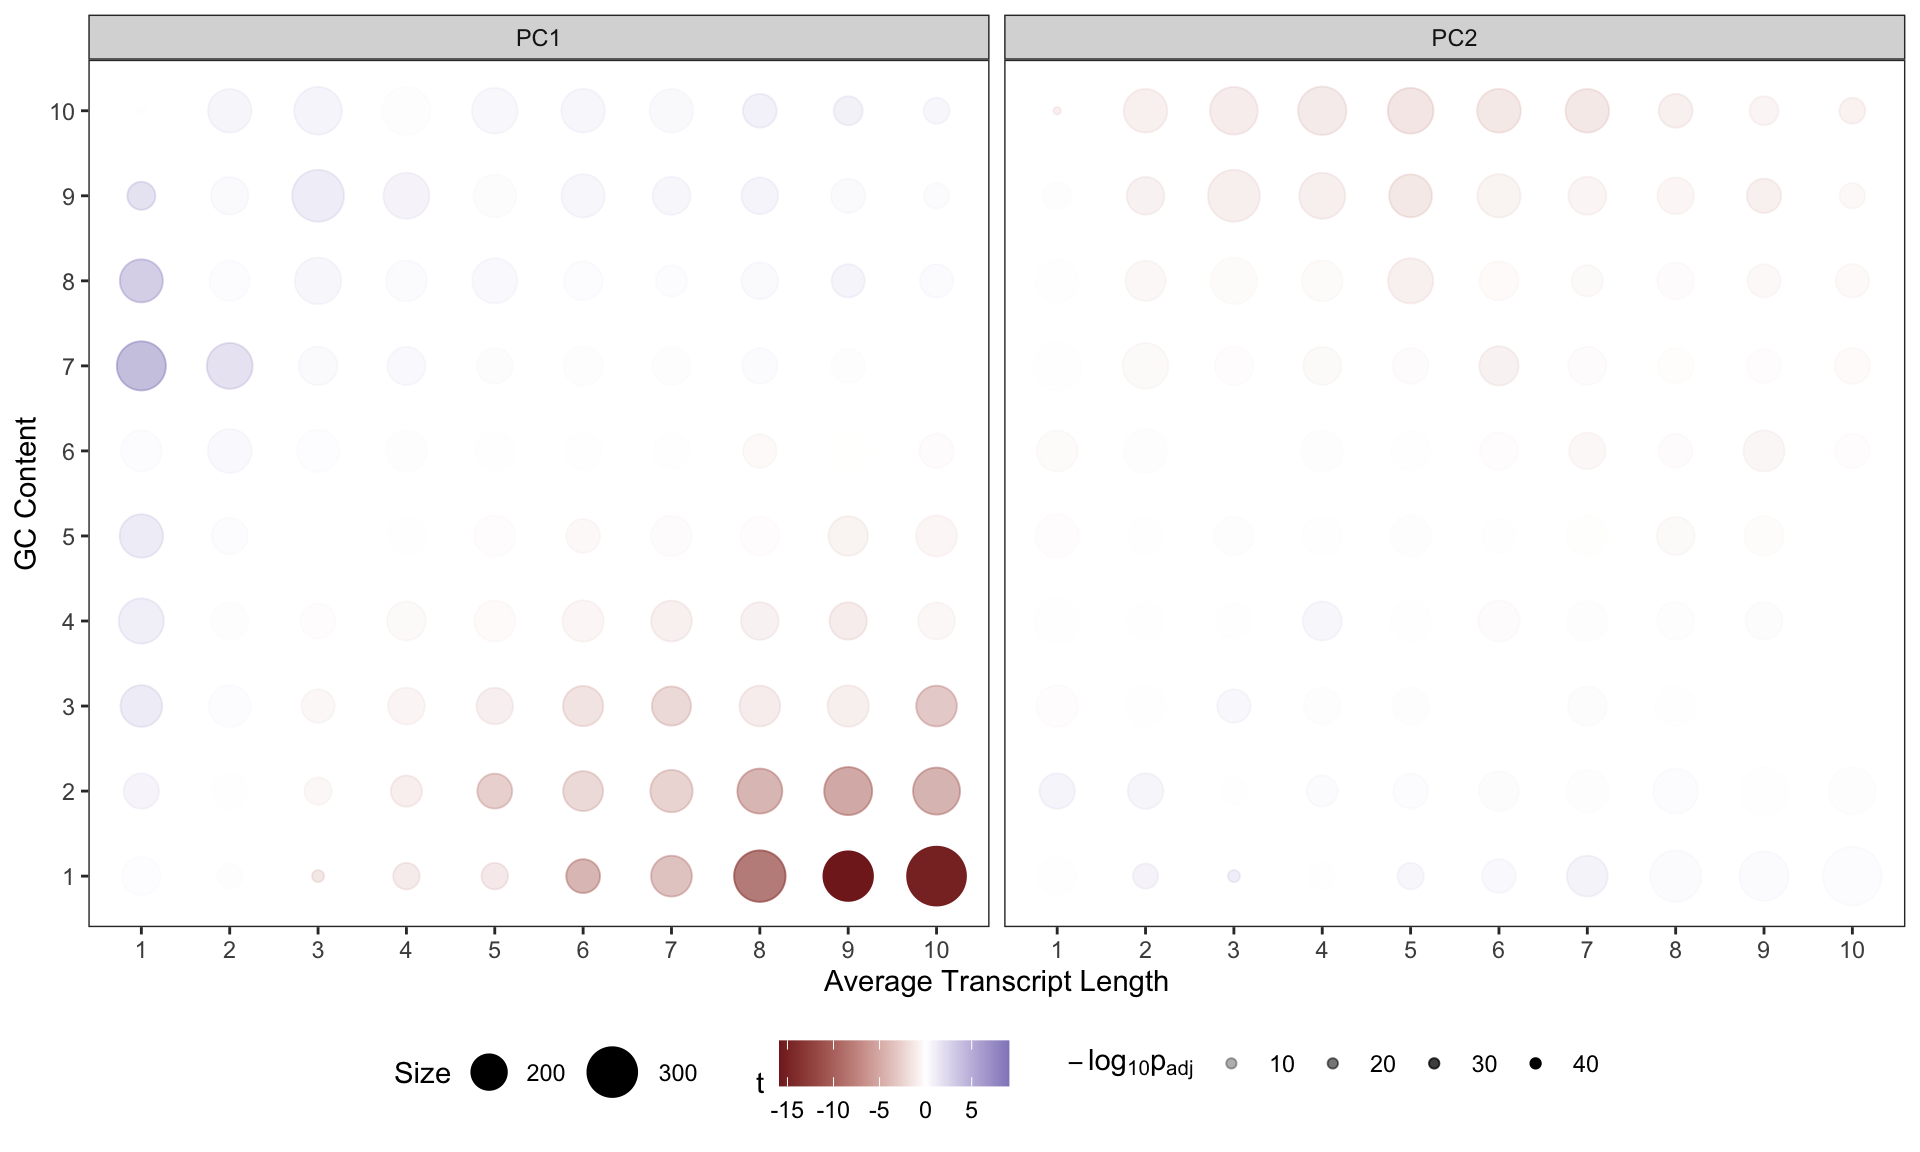 PC1 PC2
10
9
8
7
6
5
4
3
2
1
GC Content
1 2 3 4 5 6 7 8 9 10 1 2 3 4 5 6 7 8 9 10
Average Transcript Length
Size 200 300
t
-15 -10 -5 0 5
−log10padj 10 20 30 40